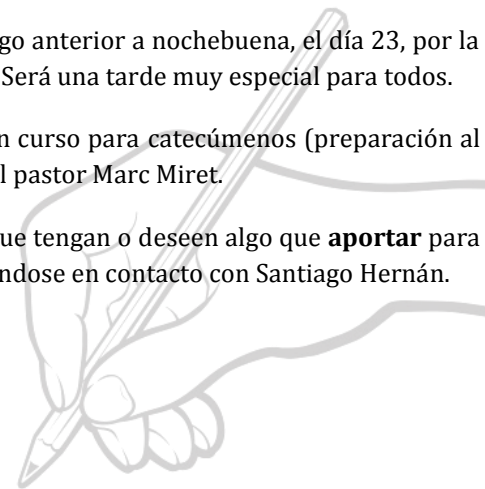 go anterior a nochebuena, el día 23, por la
Será una tarde muy especial para todos.
n curso para catecúmenos (preparación al
l pastor Marc Miret.
ue tengan o deseen algo que aportar para
ndose en contacto con Santiago Hernán.